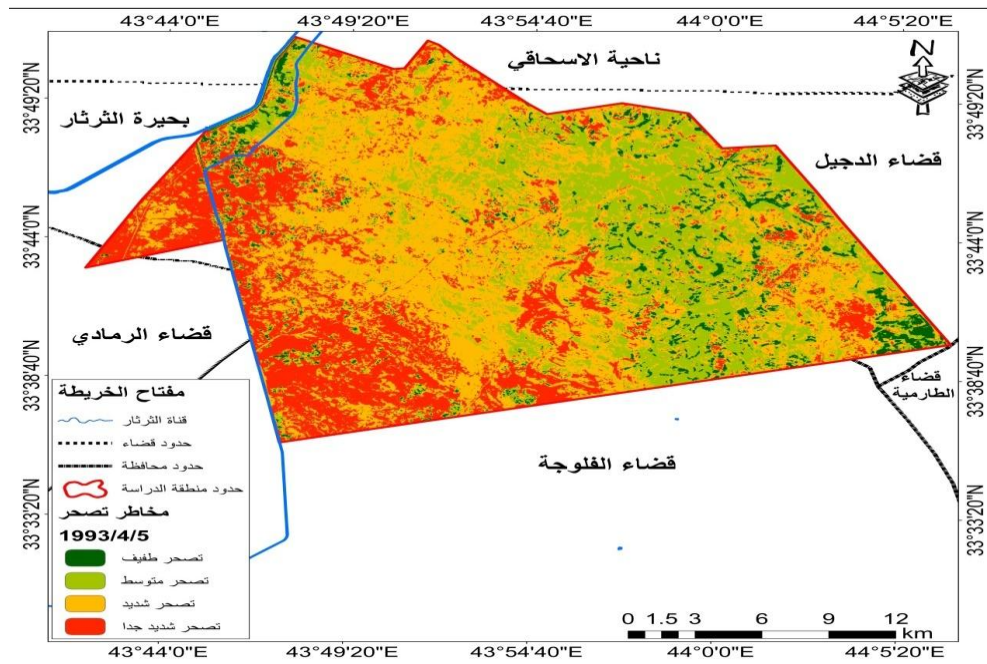 43°44'0"E 43°49'20"E 43°54'40"E 44°0'0"E 44°5'20"E
N
ناحية الاسحاقي
33°49'20"N
33°49'20"N
بحيرة الثرثار
قضاء الدجيل
33°44'0"N
33°44'0"N
قضاء الرمادي
33°38'40"N
33°38'40"N
قضاء
الطارمية
قضاء الفلوجة
33°33'20"N
33°33'20"N
مفتاح الخريطة
قناة الثرثار
حدود قضاء
حدود محافظة
حدود منطقة الدراسة
مخاطر تصحر
1993/4/5
تصحر طفيف
تصحر متوسط
تصحر شديد
تصحر شديد جدا
0 1.5 3 6 9 12
km
43°44'0"E 43°49'20"E 43°54'40"E 44°0'0"E 44°5'20"E